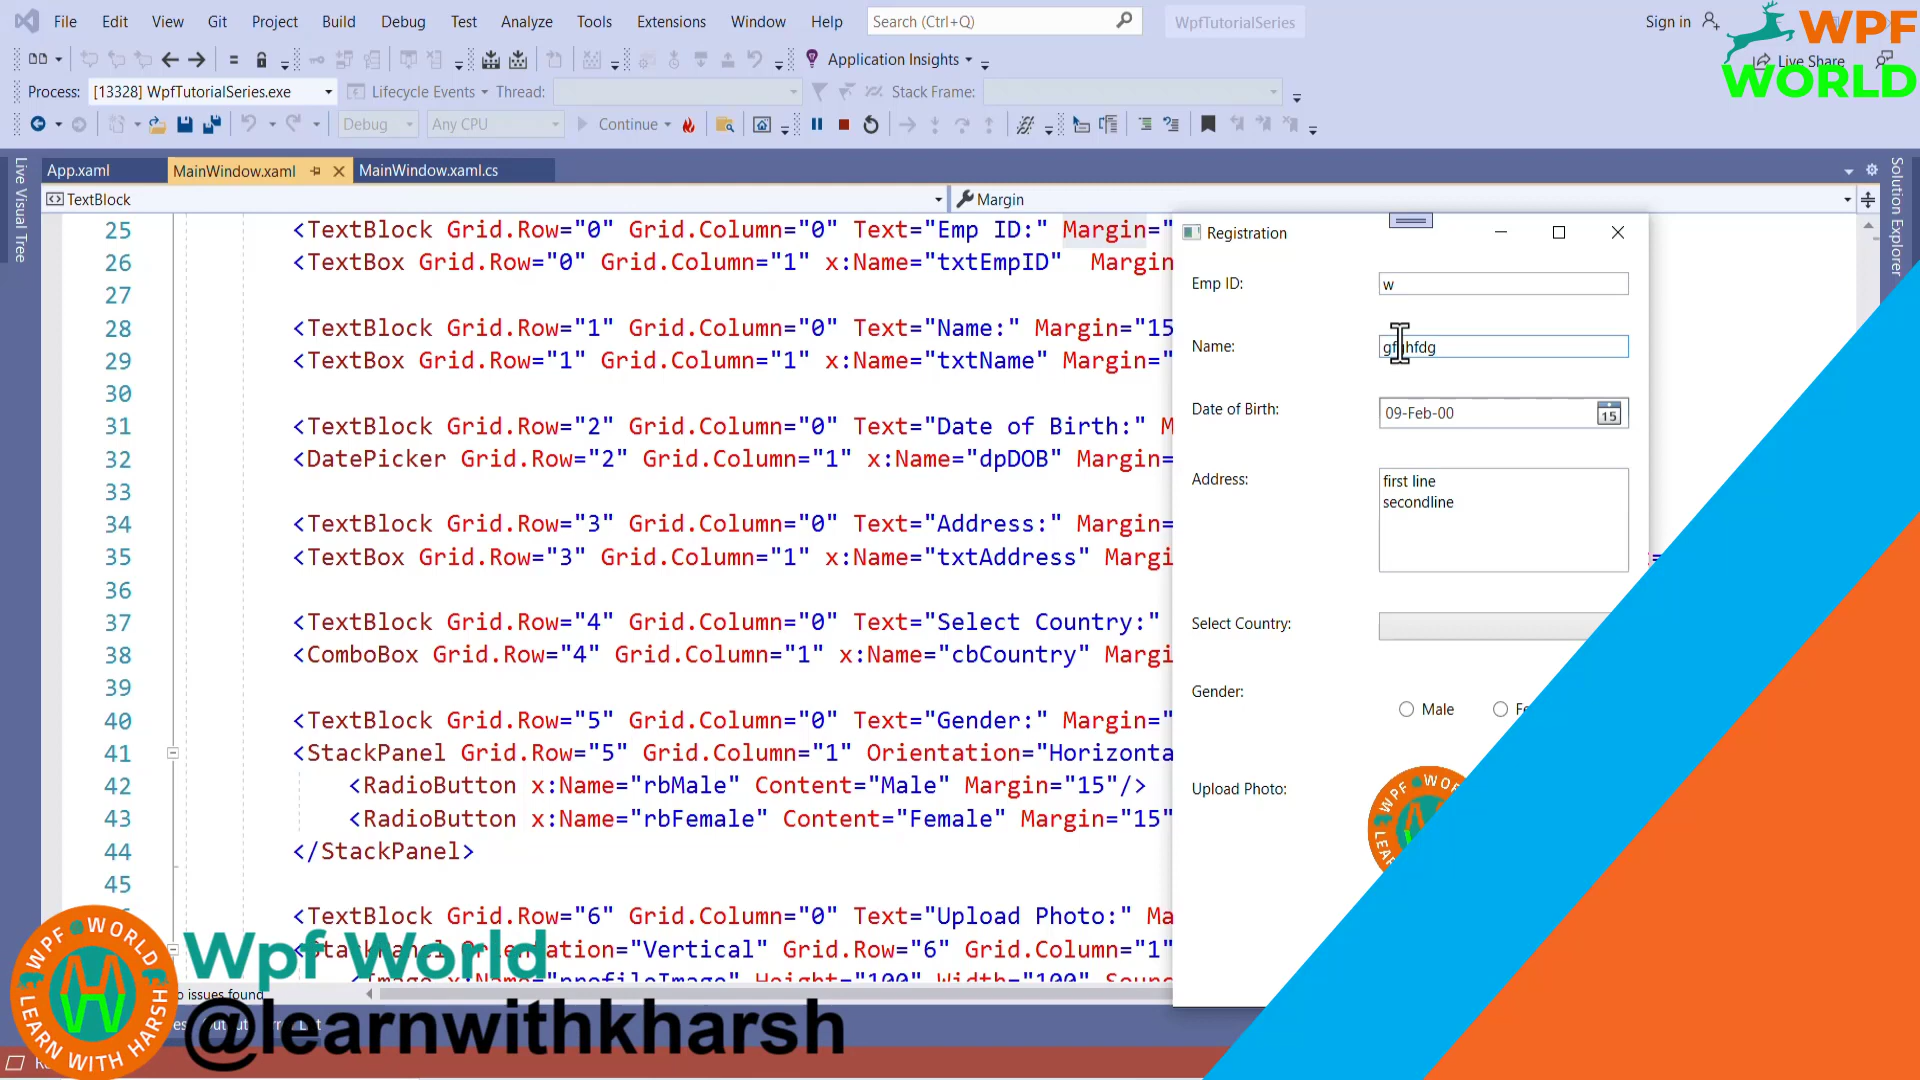 File Edit View Git Project Build Debug Test Analyze Tools Extensions Window Help Search (Ctrl+Q) WpfTutorialSeries Sign in
WPF
WORLD
Application Insights Live Share
Process: [13328] WpfTutorialSeries.exe Lifecycle Events Thread: Stack Frame:
Debug Any CPU Continue
App.xaml MainWindow.xaml MainWindow.xaml.cs
Live Visual Tree
Solution Explorer
TextBlock Margin
25 <TextBlock Grid.Row="0" Grid.Column="0" Text="Emp ID:" Margin="
26 <TextBox Grid.Row="0" Grid.Column="1" x:Name="txtEmpID" Margin
27
28 <TextBlock Grid.Row="1" Grid.Column="0" Text="Name:" Margin="15
29 <TextBox Grid.Row="1" Grid.Column="1" x:Name="txtName" Margin="
30
31 <TextBlock Grid.Row="2" Grid.Column="0" Text="Date of Birth:" M
32 <DatePicker Grid.Row="2" Grid.Column="1" x:Name="dpDOB" Margin=
33
34 <TextBlock Grid.Row="3" Grid.Column="0" Text="Address:" Margin=
35 <TextBox Grid.Row="3" Grid.Column="1" x:Name="txtAddress" Margi
36
37 <TextBlock Grid.Row="4" Grid.Column="0" Text="Select Country:"
38 <ComboBox Grid.Row="4" Grid.Column="1" x:Name="cbCountry" Margi
39
40 <TextBlock Grid.Row="5" Grid.Column="0" Text="Gender:" Margin="
41 <StackPanel Grid.Row="5" Grid.Column="1" Orientation="Horizonta
42 <RadioButton x:Name="rbMale" Content="Male" Margin="15"/>
43 <RadioButton x:Name="rbFemale" Content="Female" Margin="15"
44 </StackPanel>
45
<TextBlock Grid.Row="6" Grid.Column="0" Text="Upload Photo:" Ma
<StackPanel Orientation="Vertical" Grid.Row="6" Grid.Column="1"
<Image x:Name="profileImage" Height="100" Width="100" Sourc
Registration
Emp ID: w
Name:
Date of Birth: 09-Feb-00 15
Address: first line
secondline
Select Country:
Gender:
Male
Upload Photo:
WPF WORLD
LEARN WITH HARSH
Wpf World
issues found
@learnwithkharsh